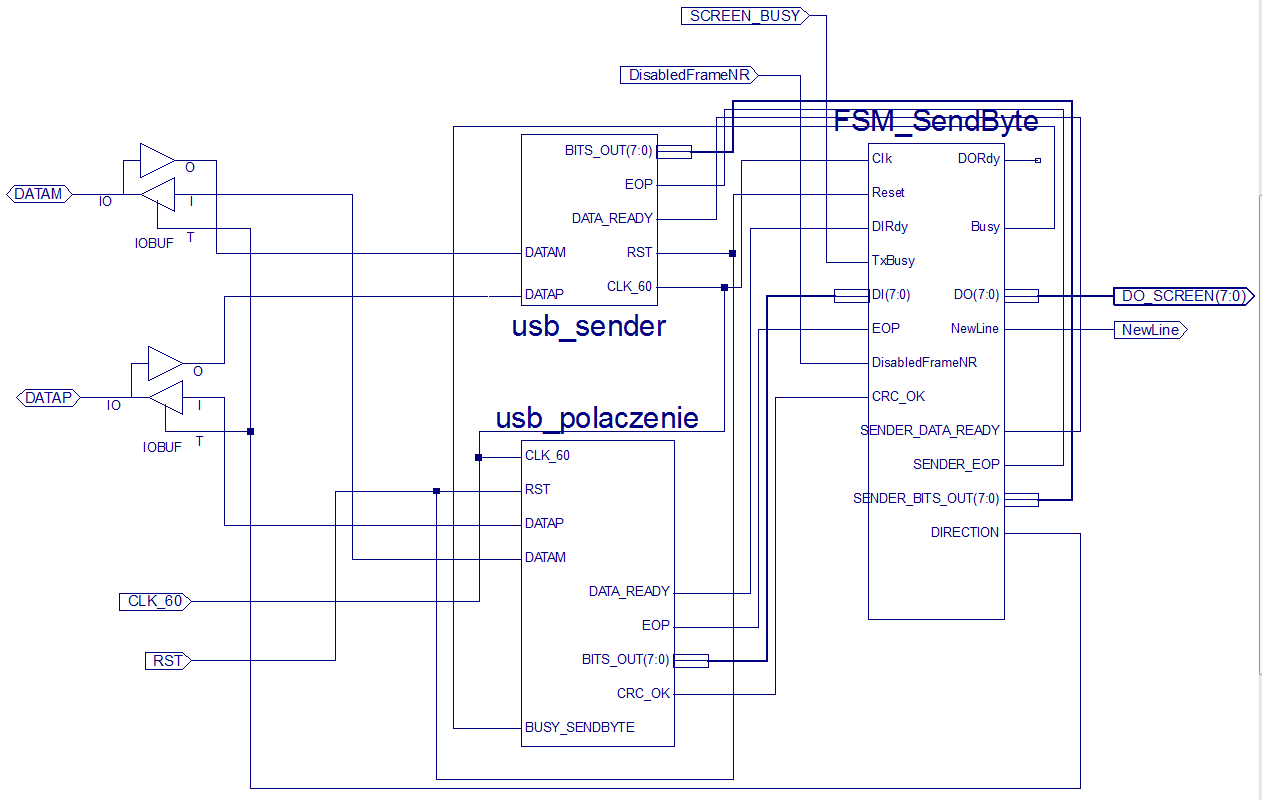 SCREEN_BUSY
DisabledFrameNR
FSM_SendByte
BITS_OUT(7:0)
EOP
DATA_READY
RST
CLK_60
DATAM
DATAP
usb_sender
Clk
Reset
DIRdy
TxBusy
DI(7:0)
EOP
DisabledFrameNR
CRC_OK
DORdy
Busy
DO(7:0)
NewLine
SENDER_DATA_READY
SENDER_EOP
SENDER_BITS_OUT(7:0)
DIRECTION
DO_SCREEN(7:0)
NewLine
DATAM
IO
O
I
IOBUF
T
DATAP
IO
O
I
IOBUF
T
usb_polaczenie
CLK_60
RST
DATAP
DATAM
DATA_READY
EOP
BITS_OUT(7:0)
CRC_OK
BUSY_SENDBYTE
CLK_60
RST